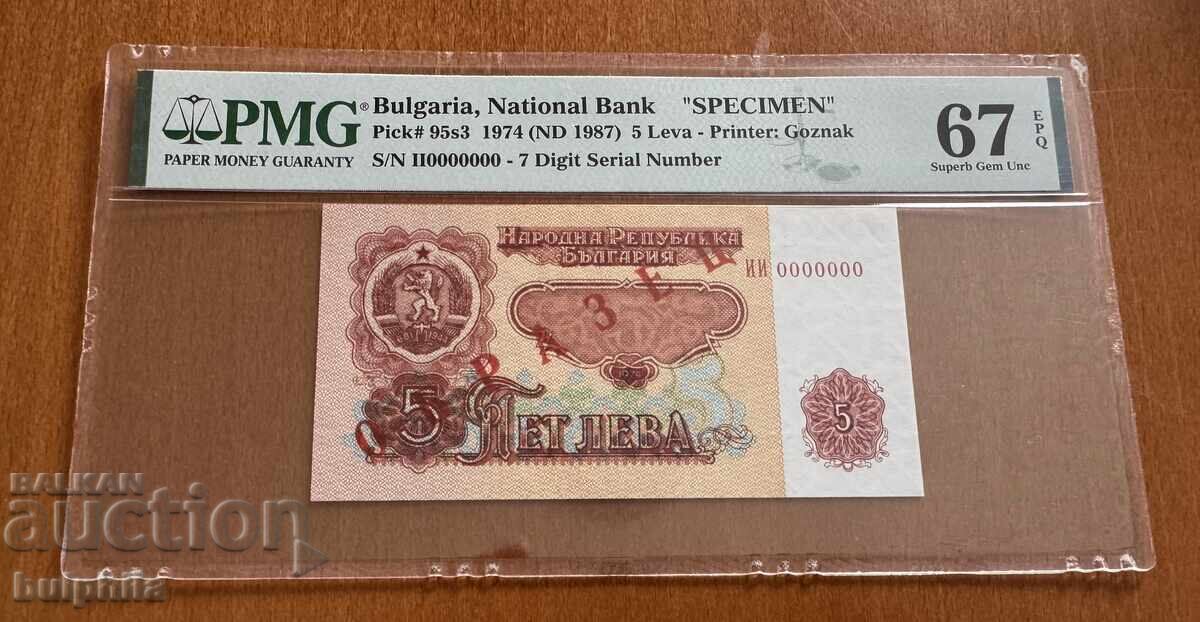 PMG®
PAPER MONEY GUARANTY
Bulgaria, National Bank "SPECIMEN"
Pick# 95s3 1974 (ND 1987) 5 Leva - Printer: Goznak
S/N II0000000 - 7 Digit Serial Number
67
EPQ
Superb Gem Unc
НАРОДНА РЕПУБЛИКА
БЪЛГАРИЯ
ИИ 0000000
ОБРАЗЕЦ
1974
5 ПЕТ ЛЕВА
5
BALKAN
auction
bulphila